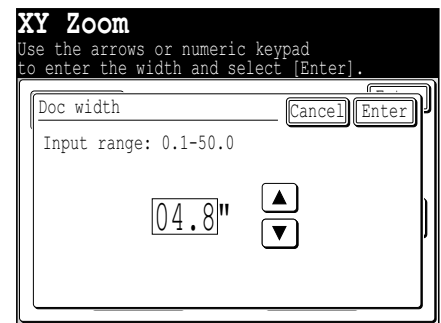 XY Zoom
Use the arrows or numeric keypad
to enter the width and select [Enter].
Doc width
Cancel
Enter
Input range: 0.1-50.0
04.8"